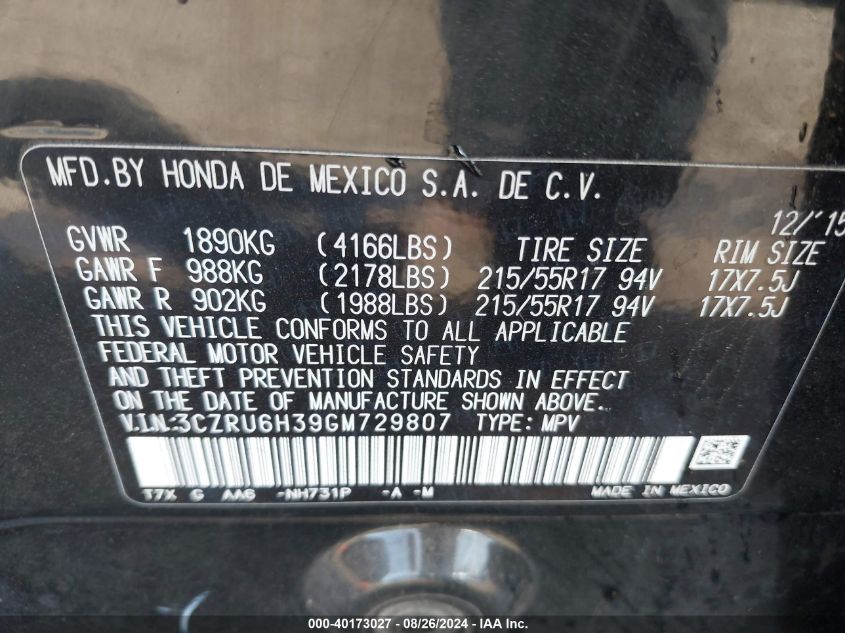 MFD.BY HONDA DE MEXICO S.A. DE C.V.
12/'15
GVWR 1890KG (4166LBS) TIRE SIZE RIM SIZE
GAWR F 988KG (2178LBS) 215/55R17 94V 17X7.5J
GAWR R 902KG (1988LBS) 215/55R17 94V 17X7.5J
THIS VEHICLE CONFORMS TO ALL APPLICABLE
FEDERAL MOTOR VEHICLE SAFETY
AND THEFT PREVENTION STANDARDS IN EFFECT
ON THE DATE OF MANUFACTURE SHOWN ABOVE.
V.I.N.:3CZRU6H39GM729807 TYPE: MPV
T7X G AA6 -NH731P -A -M MADE IN MEXICO
000-40173027 - 08/26/2024 - IAA Inc.